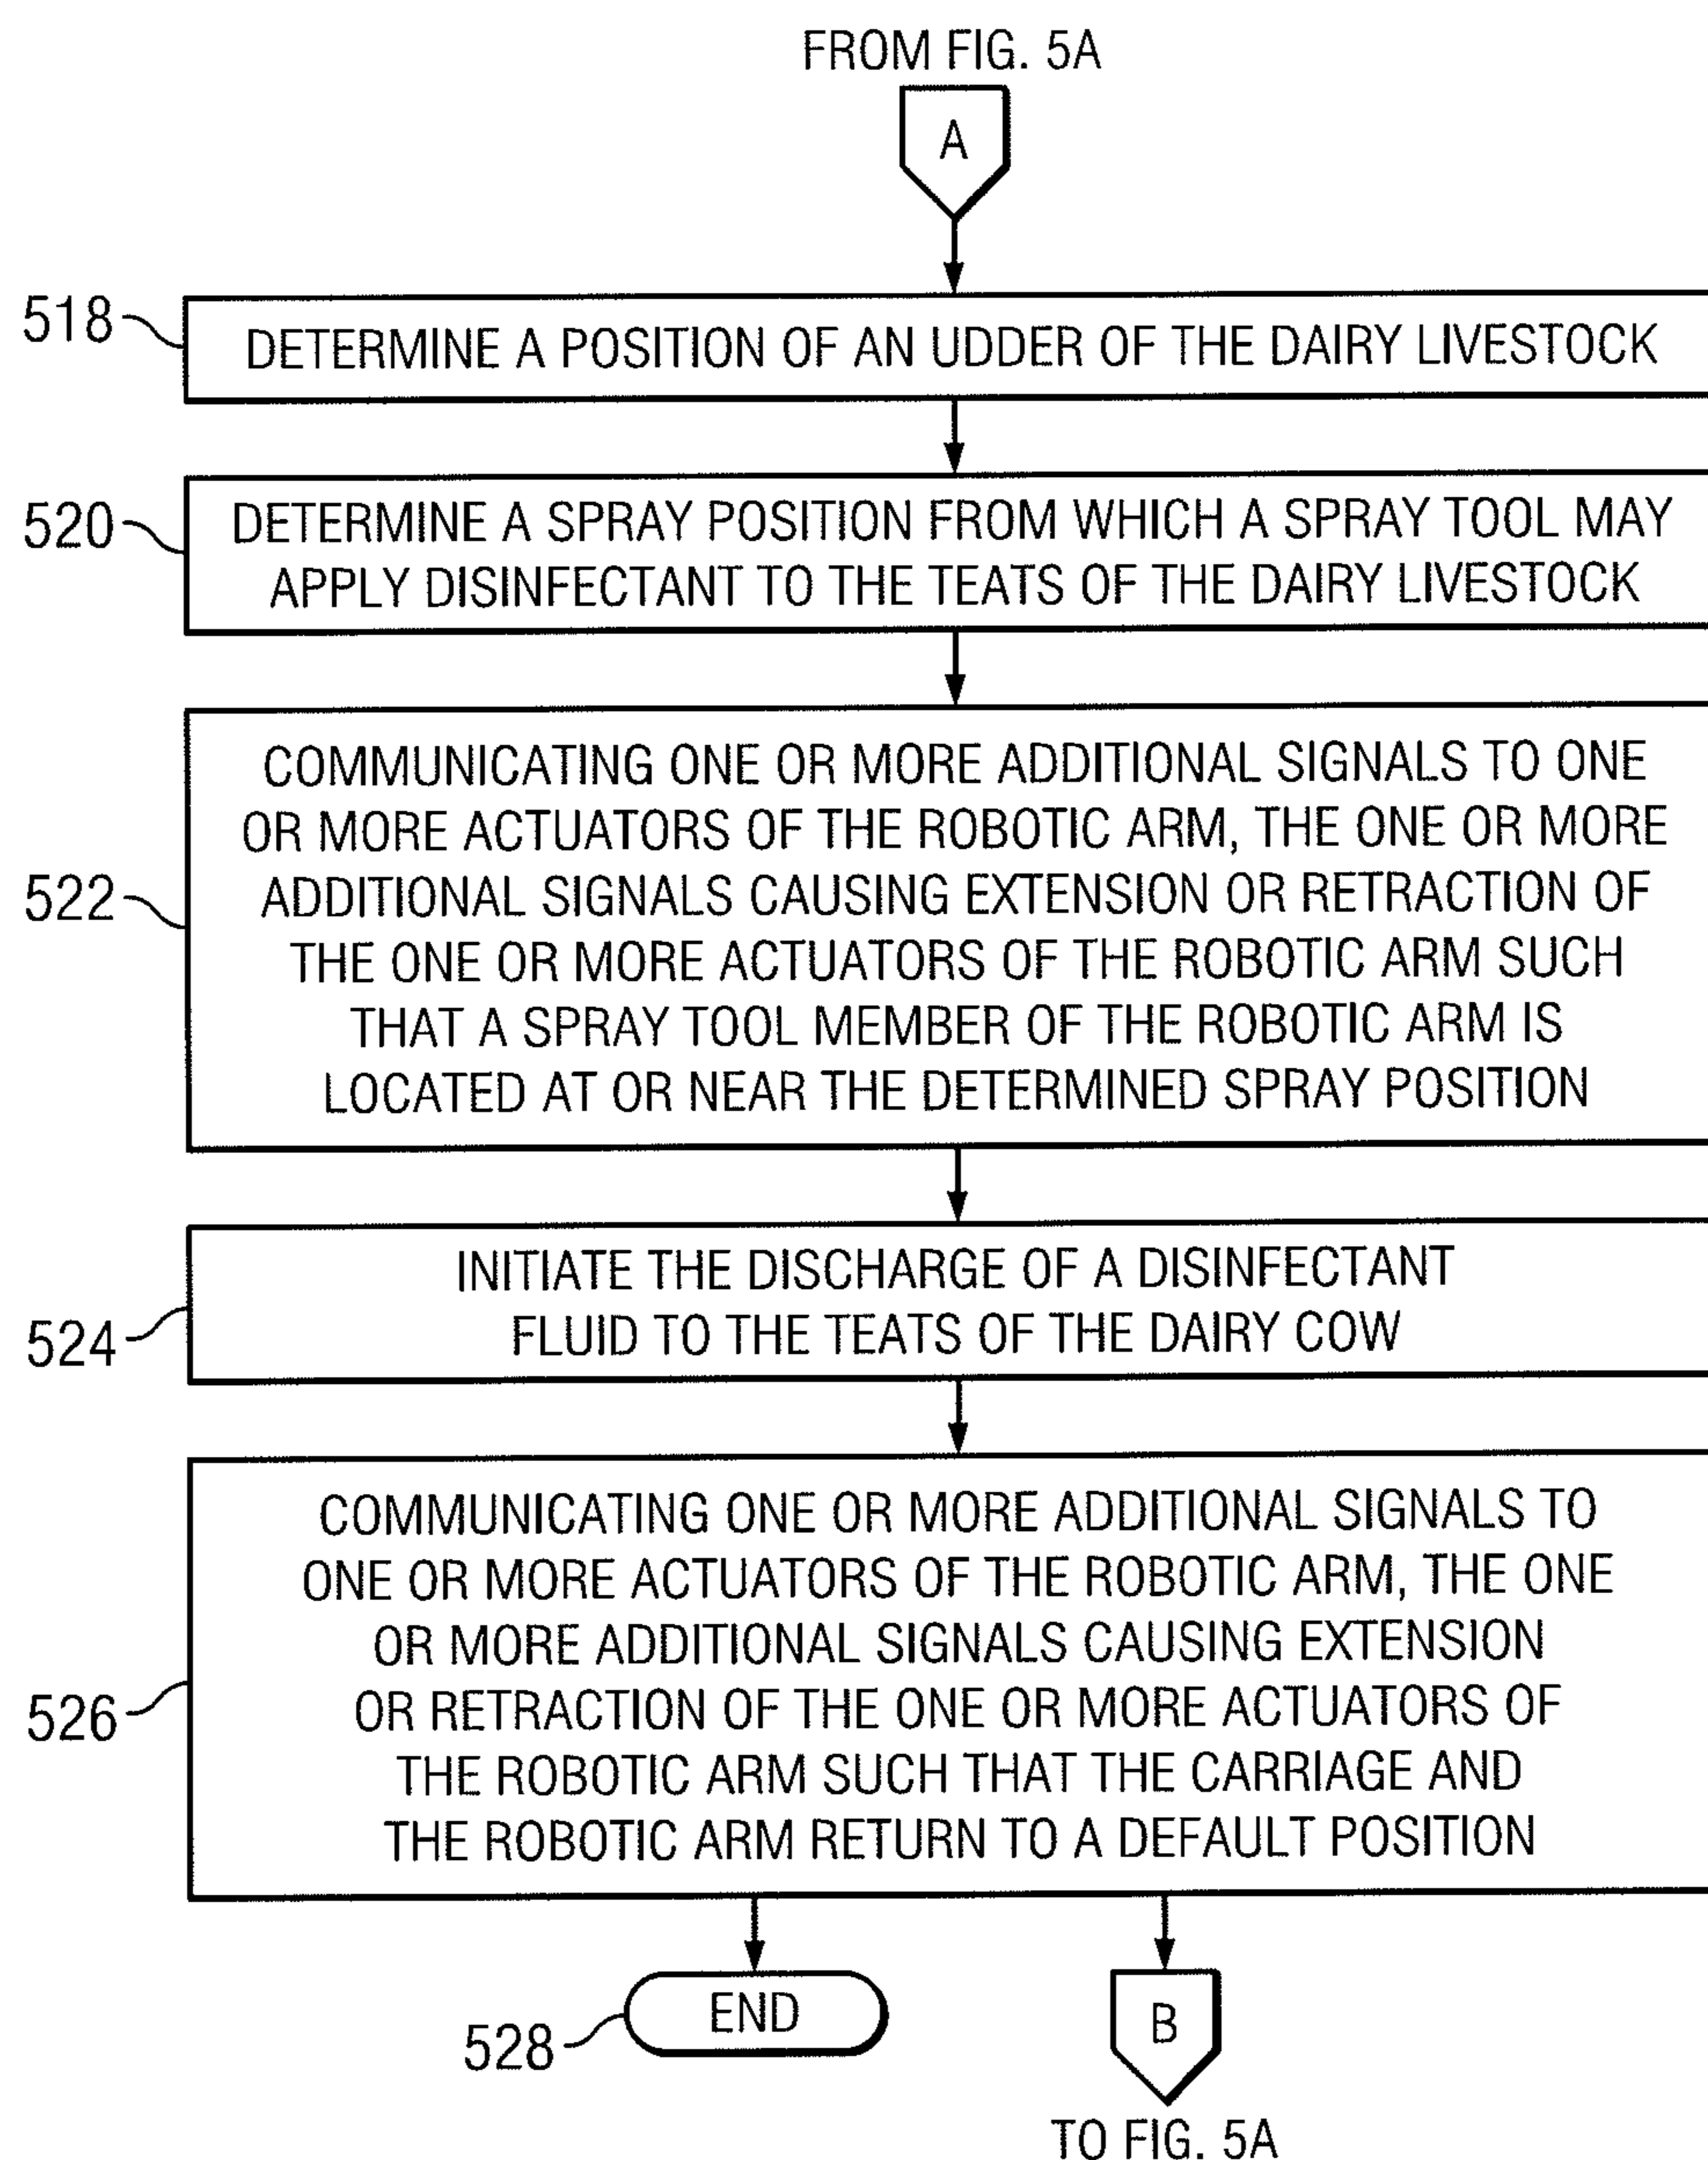 FROM FIG. 5A
A
518
DETERMINE A POSITION OF AN UDDER OF THE DAIRY LIVESTOCK
520
DETERMINE A SPRAY POSITION FROM WHICH A SPRAY TOOL MAY
APPLY DISINFECTANT TO THE TEATS OF THE DAIRY LIVESTOCK
522
COMMUNICATING ONE OR MORE ADDITIONAL SIGNALS TO ONE
OR MORE ACTUATORS OF THE ROBOTIC ARM, THE ONE OR MORE
ADDITIONAL SIGNALS CAUSING EXTENSION OR RETRACTION OF
THE ONE OR MORE ACTUATORS OF THE ROBOTIC ARM SUCH
THAT A SPRAY TOOL MEMBER OF THE ROBOTIC ARM IS
LOCATED AT OR NEAR THE DETERMINED SPRAY POSITION
524
INITIATE THE DISCHARGE OF A DISINFECTANT
FLUID TO THE TEATS OF THE DAIRY COW
526
COMMUNICATING ONE OR MORE ADDITIONAL SIGNALS TO
ONE OR MORE ACTUATORS OF THE ROBOTIC ARM, THE ONE
OR MORE ADDITIONAL SIGNALS CAUSING EXTENSION
OR RETRACTION OF THE ONE OR MORE ACTUATORS OF
THE ROBOTIC ARM SUCH THAT THE CARRIAGE AND
THE ROBOTIC ARM RETURN TO A DEFAULT POSITION
528
END
B
TO FIG. 5A